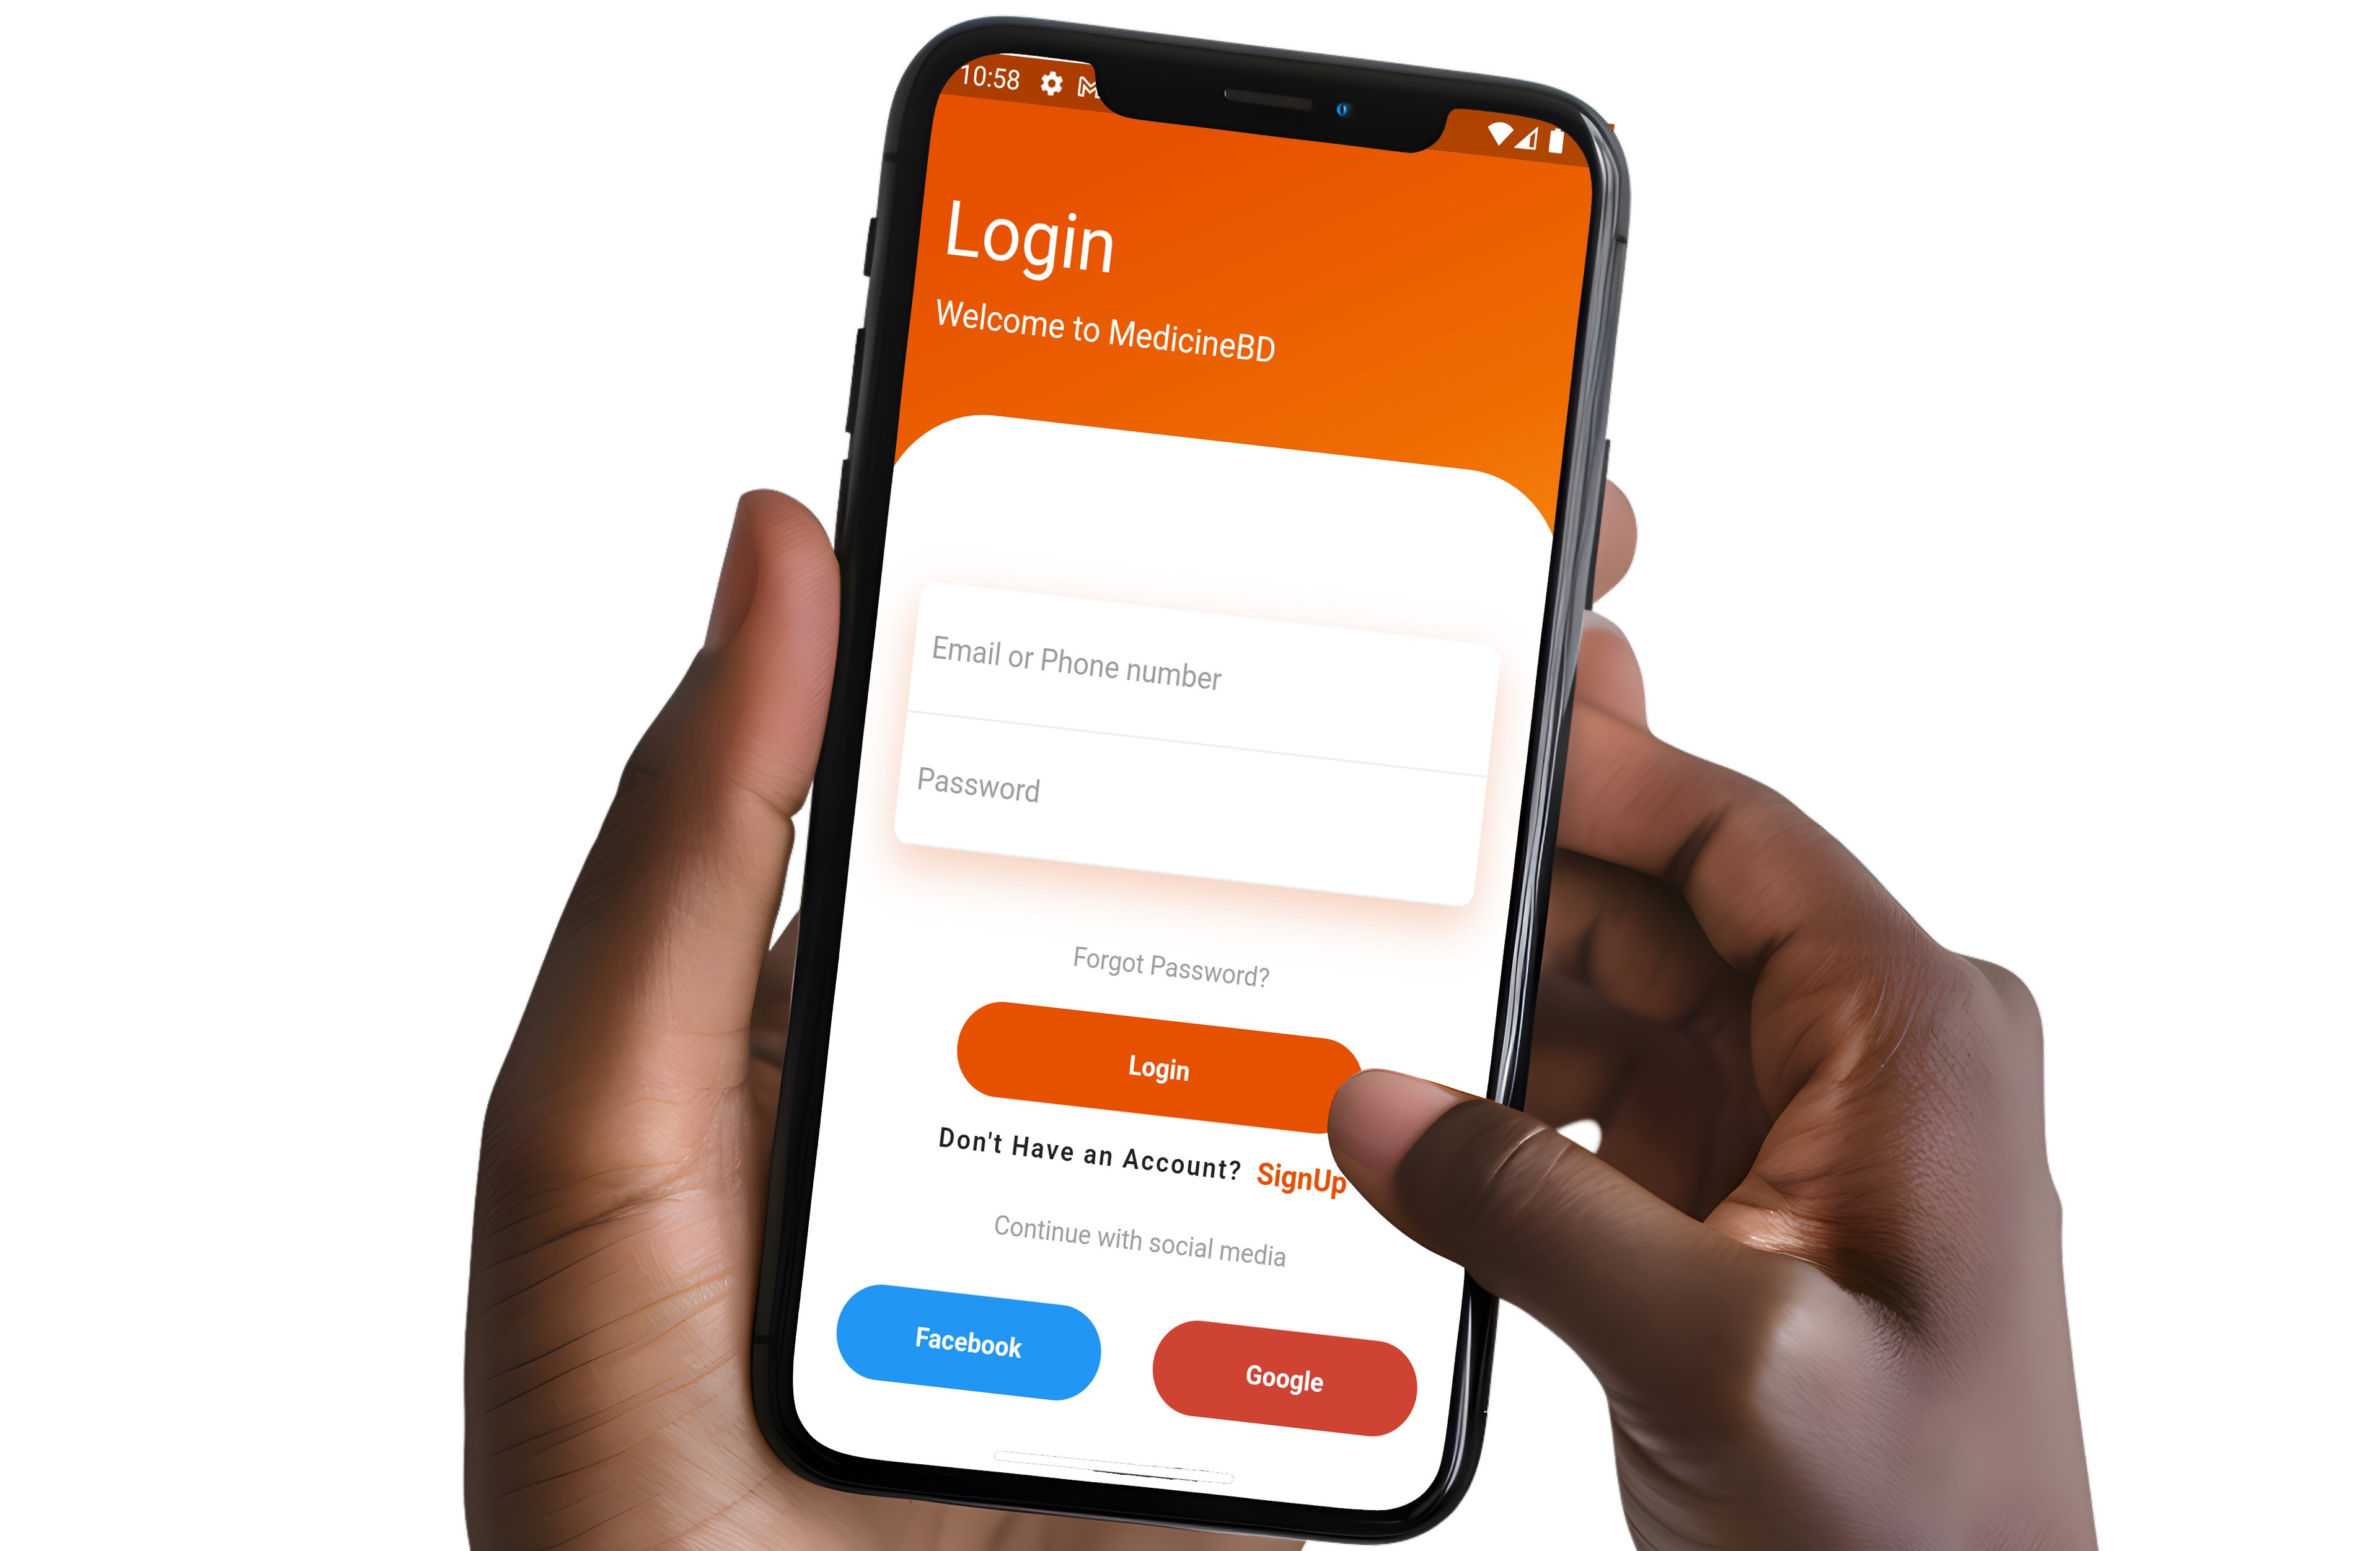 10:58
Login
Welcome to MedicineBD
Email or Phone number
Password
Forgot Password?
Login
Don't Have an Account? SignUp
Continue with social media
Facebook Google